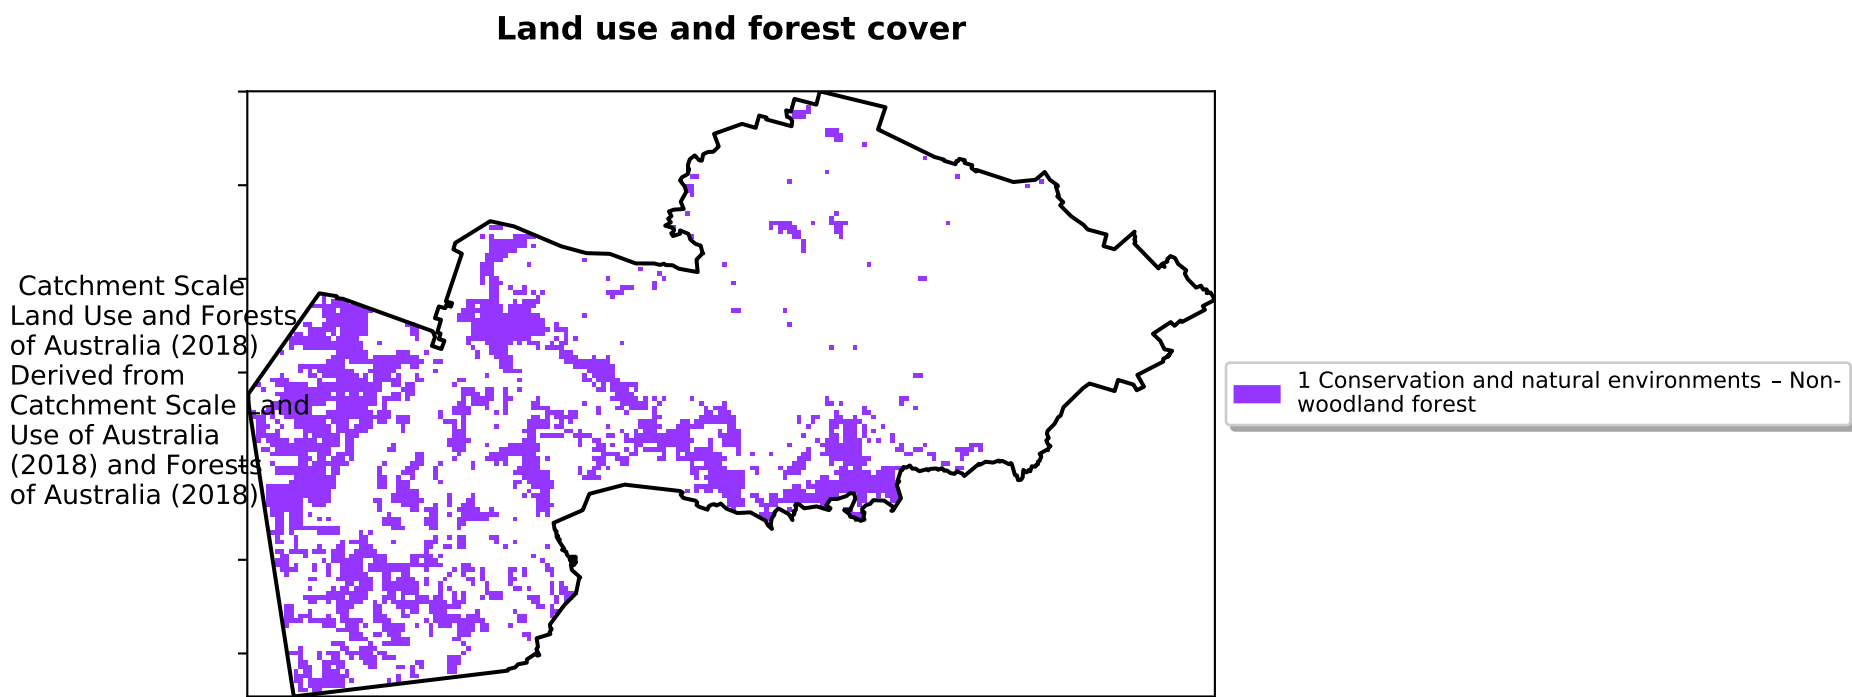 Land use and forest cover
Catchment Scale
Land Use and Forests
of Australia (2018)
Derived from
Catchment Scale Land
Use of Australia
(2018) and Forests
of Australia (2018)
1 Conservation and natural environments – Non-
woodland forest